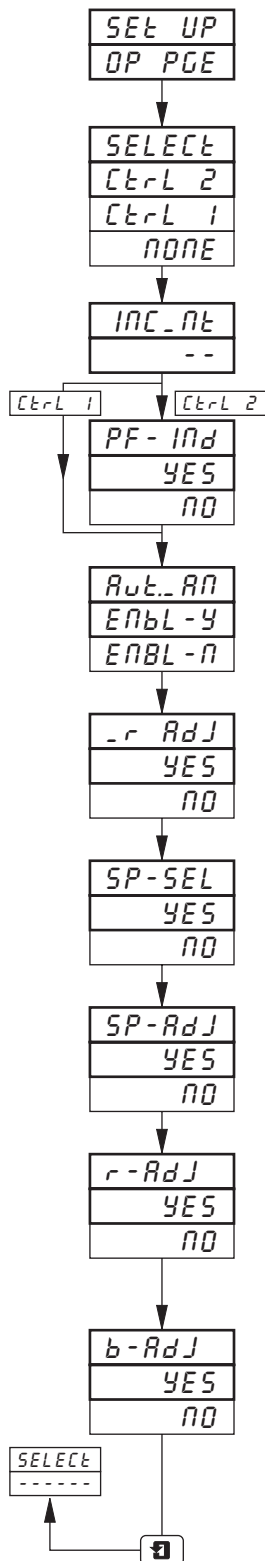 SEt UP
OP PGE
SELECt
CtrL 2
CtrL 1
NONE
INC_Nt
--
CtrL 1
CtrL 2
PF-INd
YES
NO
Aut._AN
ENbL-Y
ENBL-N
_r AdJ
YES
NO
SP-SEL
YES
NO
SP-AdJ
YES
NO
r-AdJ
YES
NO
b-AdJ
YES
NO
SELECt
------